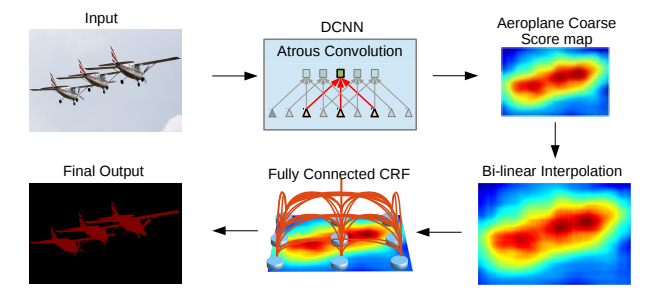 Input
DCNN
Atrous Convolution
Aeroplane Coarse
Score map
Final Output
Fully Connected CRF
Bi-linear Interpolation